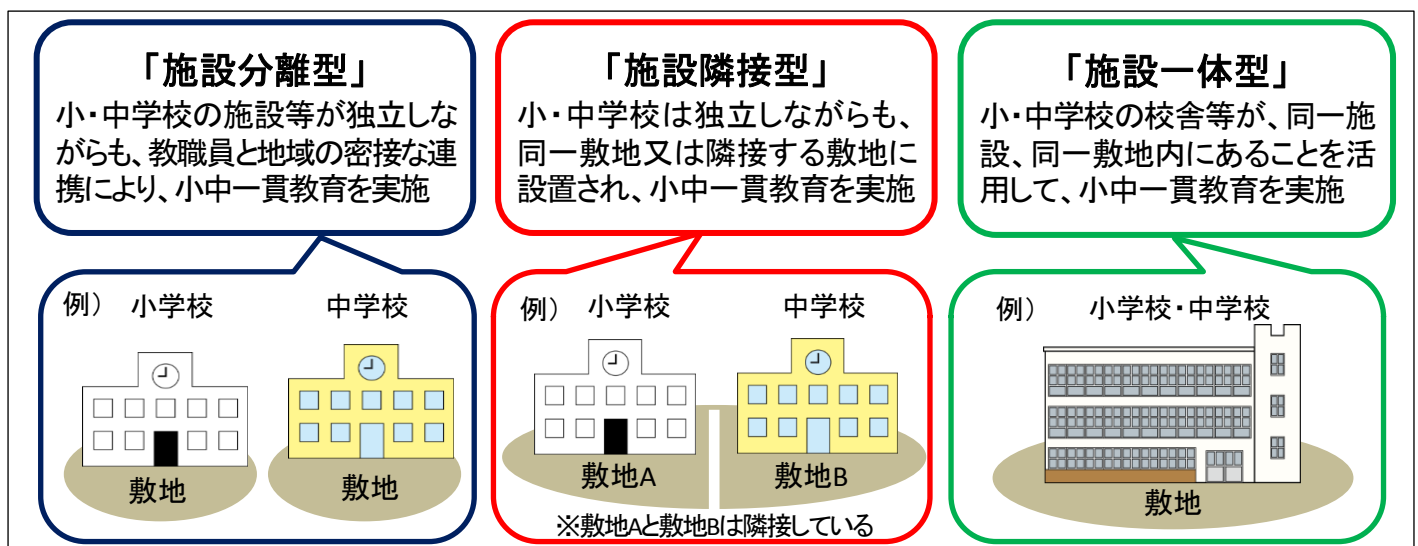 「施設分離型」
小・中学校の施設等が独立しな
がらも、教職員と地域の密接な連
携により、小中一貫教育を実施
「施設隣接型」
小・中学校は独立しながらも、
同一敷地又は隣接する敷地に
設置され、小中一貫教育を実施
「施設一体型」
小・中学校の校舎等が、同一施
設、同一敷地内にあることを活
用して、小中一貫教育を実施
例） 小学校 中学校
敷地 敷地
例） 小学校 中学校
敷地A 敷地B
※敷地Aと敷地Bは隣接している
例） 小学校・中学校
敷地